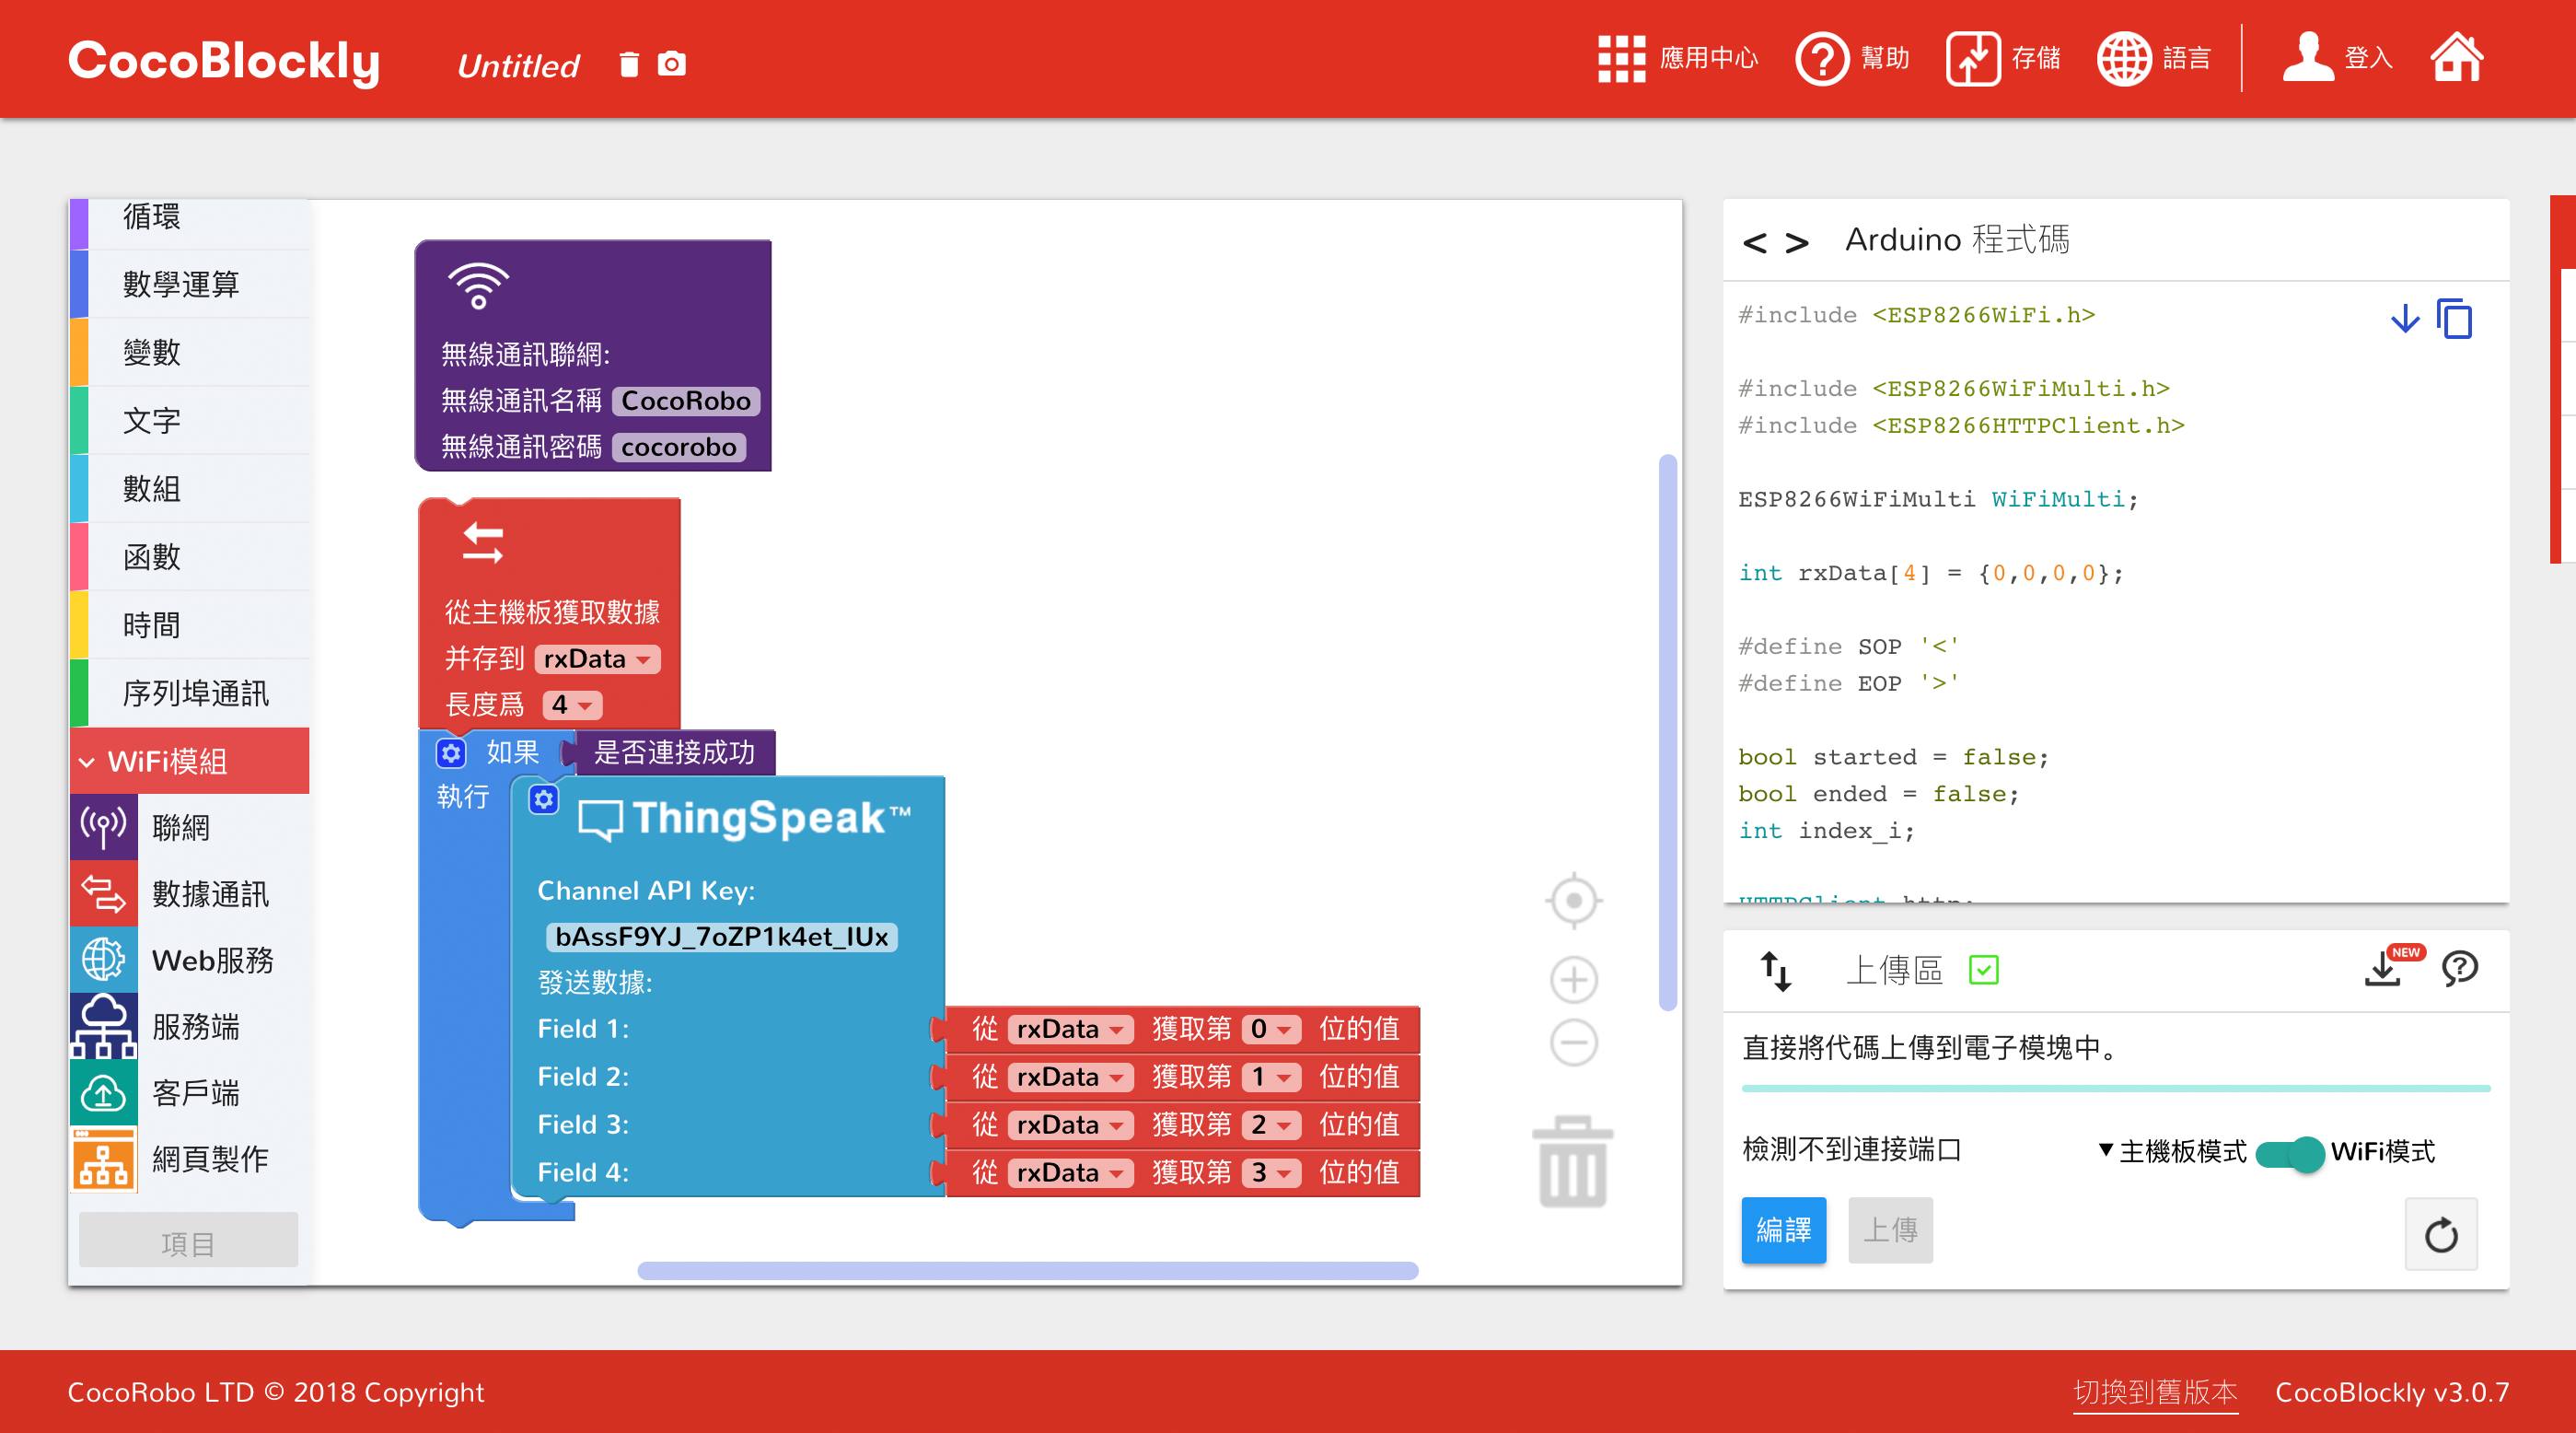 CocoBlockly
Untitled
應用中心
幫助
存儲
語言
登入
循環
數學運算
變數
文字
數組
函數
時間
序列埠通訊
WiFi模組
聯網
數據通訊
Web服務
服務端
客戶端
網頁製作
項目
無線通訊聯網:
無線通訊名稱 CocoRobo
無線通訊密碼 cocorobo
從主機板獲取數據
并存到 rxData
長度爲 4
如果 是否連接成功
執行
ThingSpeak™
Channel API Key:
bAssF9YJ_7oZP1k4et_IUx
發送數據:
Field 1: 從 rxData 獲取第 0 位的值
Field 2: 從 rxData 獲取第 1 位的值
Field 3: 從 rxData 獲取第 2 位的值
Field 4: 從 rxData 獲取第 3 位的值
< > Arduino 程式碼
#include <ESP8266WiFi.h>
#include <ESP8266WiFiMulti.h>
#include <ESP8266HTTPClient.h>
ESP8266WiFiMulti WiFiMulti;
int rxData[4] = {0,0,0,0};
#define SOP '<'
#define EOP '>'
bool started = false;
bool ended = false;
int index_i;
HTTPClient http;
上傳區
NEW
直接將代碼上傳到電子模塊中。
檢測不到連接端口
▼主機板模式 WiFi模式
編譯
上傳
CocoRobo LTD © 2018 Copyright
切換到舊版本
CocoBlockly v3.0.7